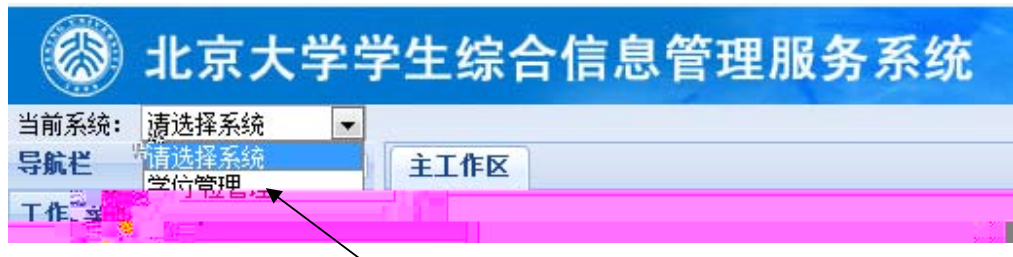 北京大学学生综合信息管理服务系统
当前系统： 请选择系统
导航栏 请选择系统 主工作区
学位管理
工作